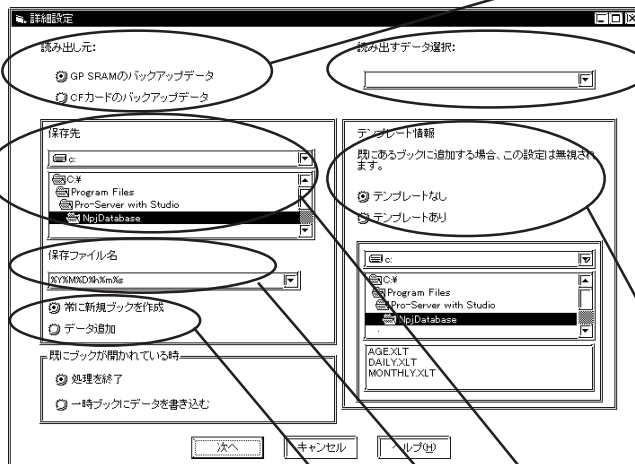 詳細設定
読み出し元:
GP SRAMのバックアップデータ
CFカードのバックアップデータ
読み出すデータ選択:
保存先
c:
C:¥
Program Files
Pro-Server with Studio
NpjDatabase
保存ファイル名
%Y%M%D%h%m%s
常に新規ブックを作成
データ追加
既にブックが開かれている時
処理を終了
一時ブックにデータを書き込む
テンプレート情報
既にあるブックに追加する場合、この設定は無視され
ます。
テンプレートなし
テンプレートあり
c:
C:¥
Program Files
Pro-Server with Studio
NpjDatabase
AGE.XLT
DAILY.XLT
MONTHLY.XLT
次へ
キャンセル
ヘルプ(H)